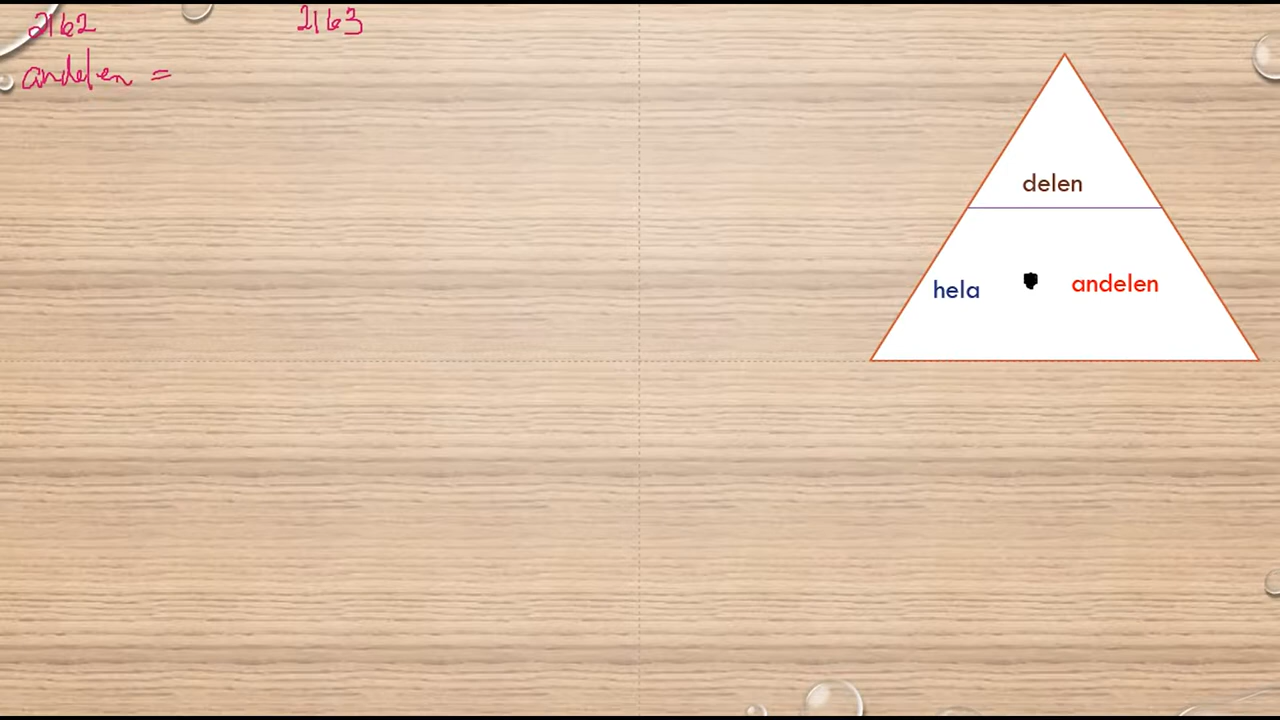 2162 2163
andelen =
delen
hela andelen